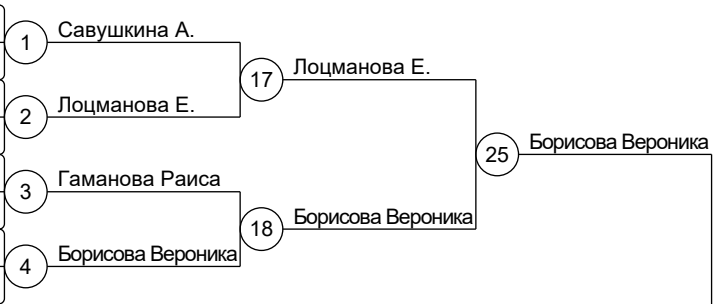 1 Савушкина А.
17 Лоцманова Е.
2 Лоцманова Е.
25 Борисова Вероника
3 Гаманова Раиса
18 Борисова Вероника
4 Борисова Вероника